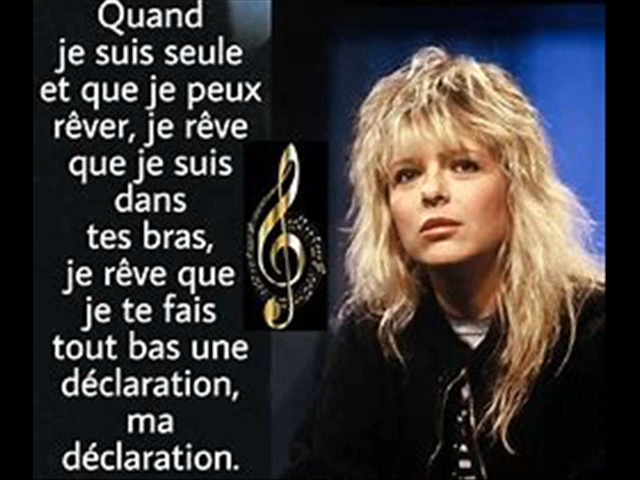 Quand
je suis seule
et que je peux
rêver, je rêve
que je suis
dans
tes bras,
je rêve que
je te fais
tout bas une
déclaration,
ma
déclaration.